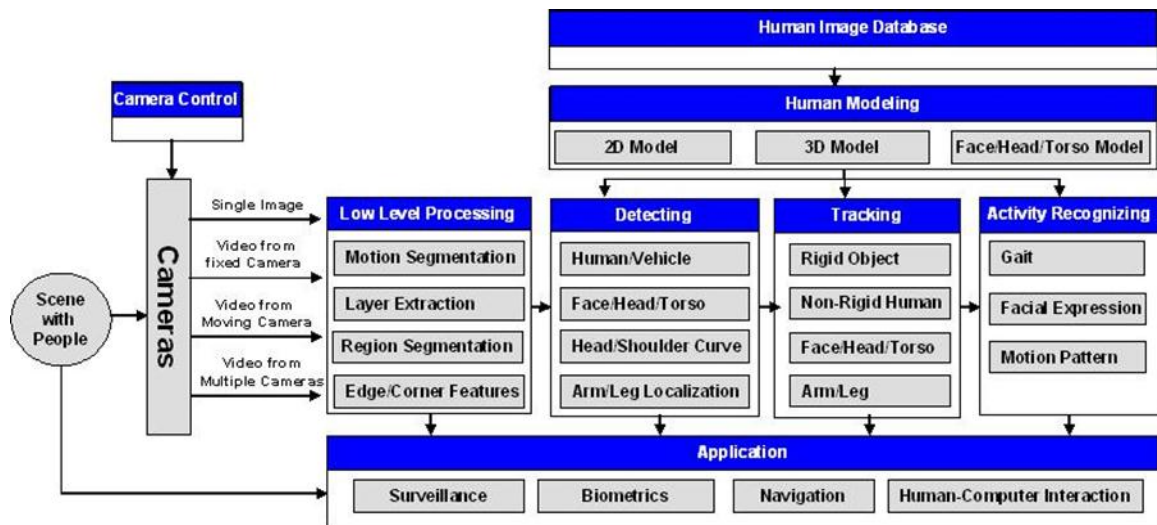 Human Image Database
Camera Control
Human Modeling
2D Model
3D Model
Face/Head/Torso Model
Scene
with
People
Cameras
Single Image
Video from
fixed Camera
Video from
Moving Camera
Video from
Multiple Cameras
Low Level Processing
Motion Segmentation
Layer Extraction
Region Segmentation
Edge/Corner Features
Detecting
Human/Vehicle
Face/Head/Torso
Head/Shoulder Curve
Arm/Leg Localization
Tracking
Rigid Object
Non-Rigid Human
Face/Head/Torso
Arm/Leg
Activity Recognizing
Gait
Facial Expression
Motion Pattern
Application
Surveillance
Biometrics
Navigation
Human-Computer Interaction